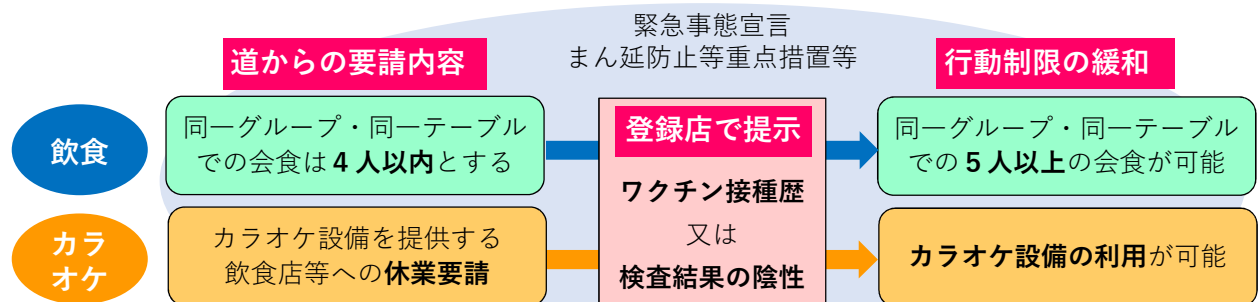 緊急事態宣言
まん延防止等重点措置等
道からの要請内容
行動制限の緩和
飲食
同一グループ・同一テーブル
での会食は4人以内とする
登録店で提示
ワクチン接種歴
又は
検査結果の陰性
同一グループ・同一テーブル
での5人以上の会食が可能
カラ
オケ
カラオケ設備を提供する
飲食店等への休業要請
カラオケ設備の利用が可能